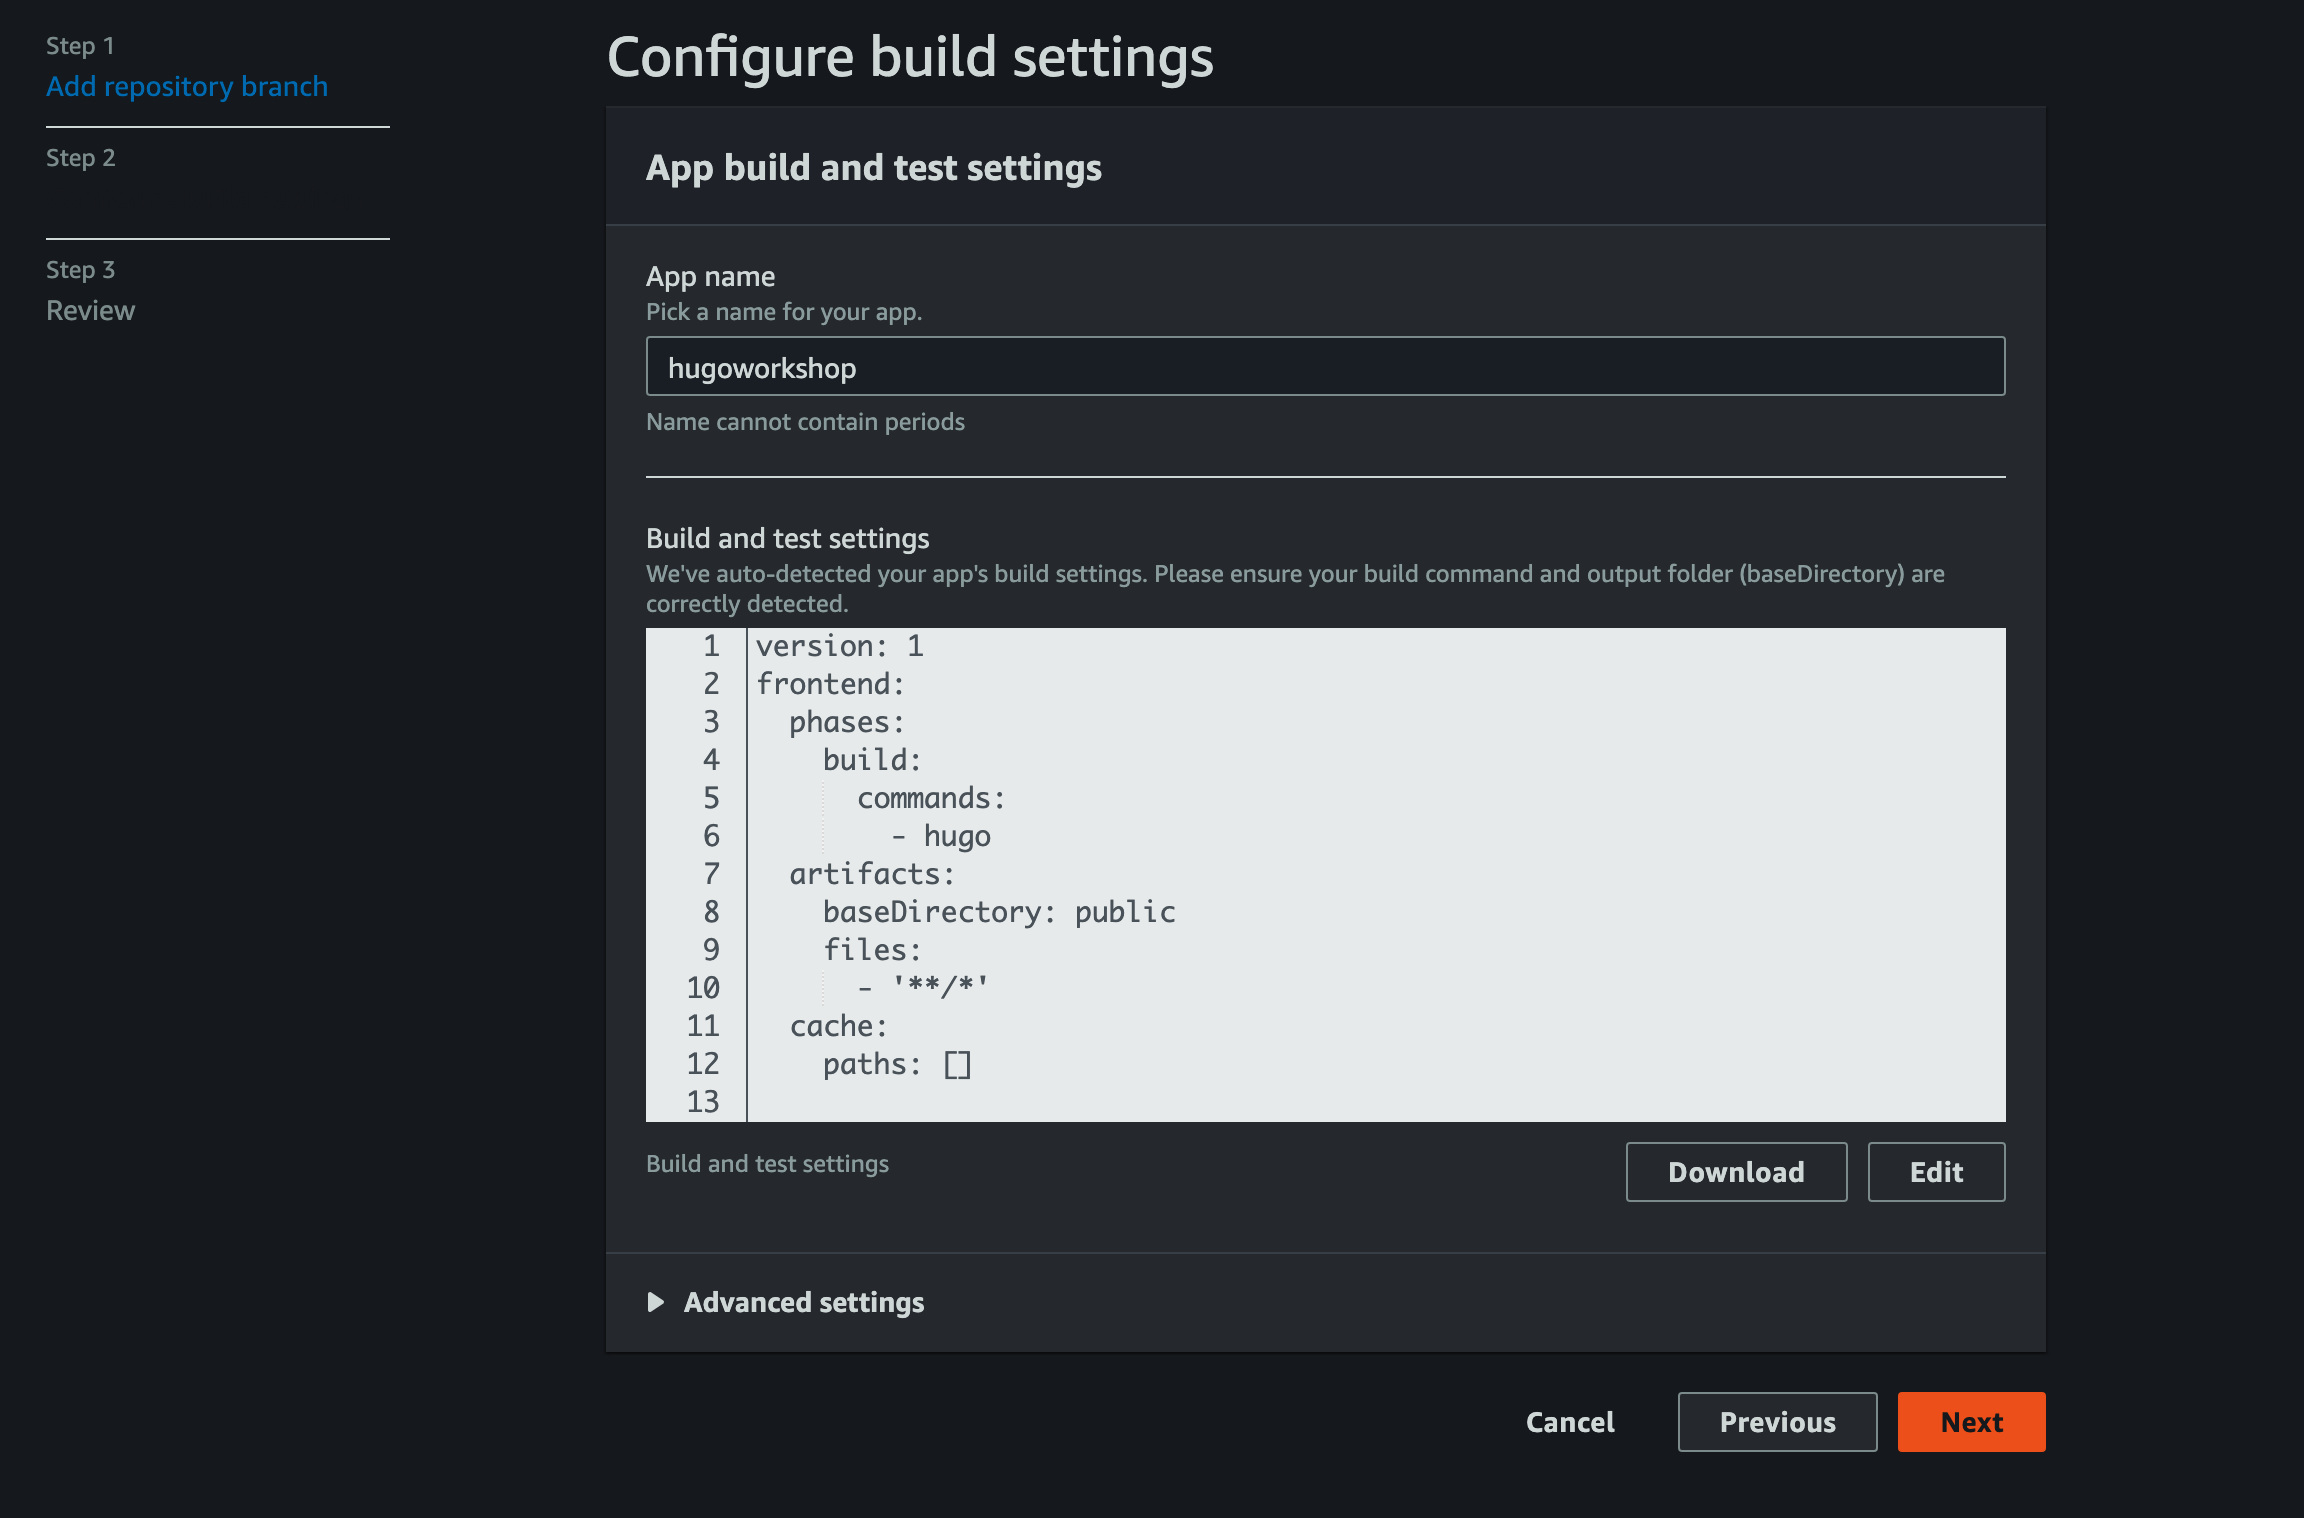 Step 1
Add repository branch
Step 2
Step 3
Review
Configure build settings
App build and test settings
App name
Pick a name for your app.
hugoworkshop
Name cannot contain periods
Build and test settings
We've auto-detected your app's build settings. Please ensure your build command and output folder (baseDirectory) are
correctly detected.
1 version: 1
2 frontend:
3   phases:
4     build:
5       commands:
6         - hugo
7   artifacts:
8     baseDirectory: public
9     files:
10       - '**/*'
11   cache:
12     paths: []
13
Build and test settings
Download
Edit
Advanced settings
Cancel
Previous
Next